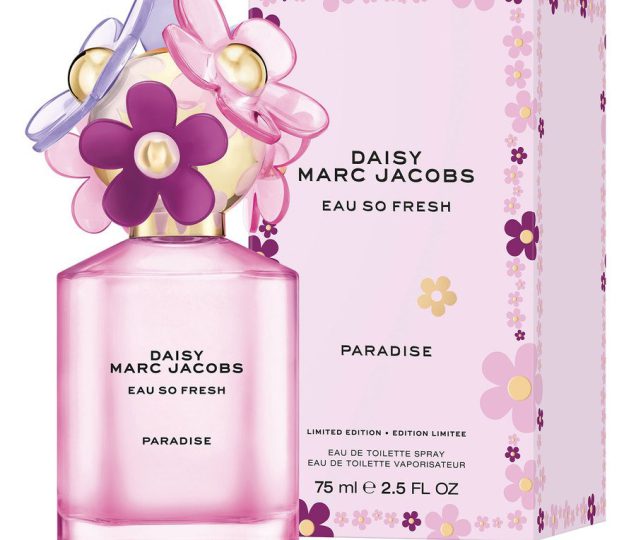 DAISY
MARC JACOBS
EAU SO FRESH
PARADISE
DAISY
MARC JACOBS
EAU SO FRESH
PARADISE
LIMITED EDITION • EDITION LIMITEE
EAU DE TOILETTE SPRAY
EAU DE TOILETTE VAPORISATEUR
75 ml ℮ 2.5 FL OZ